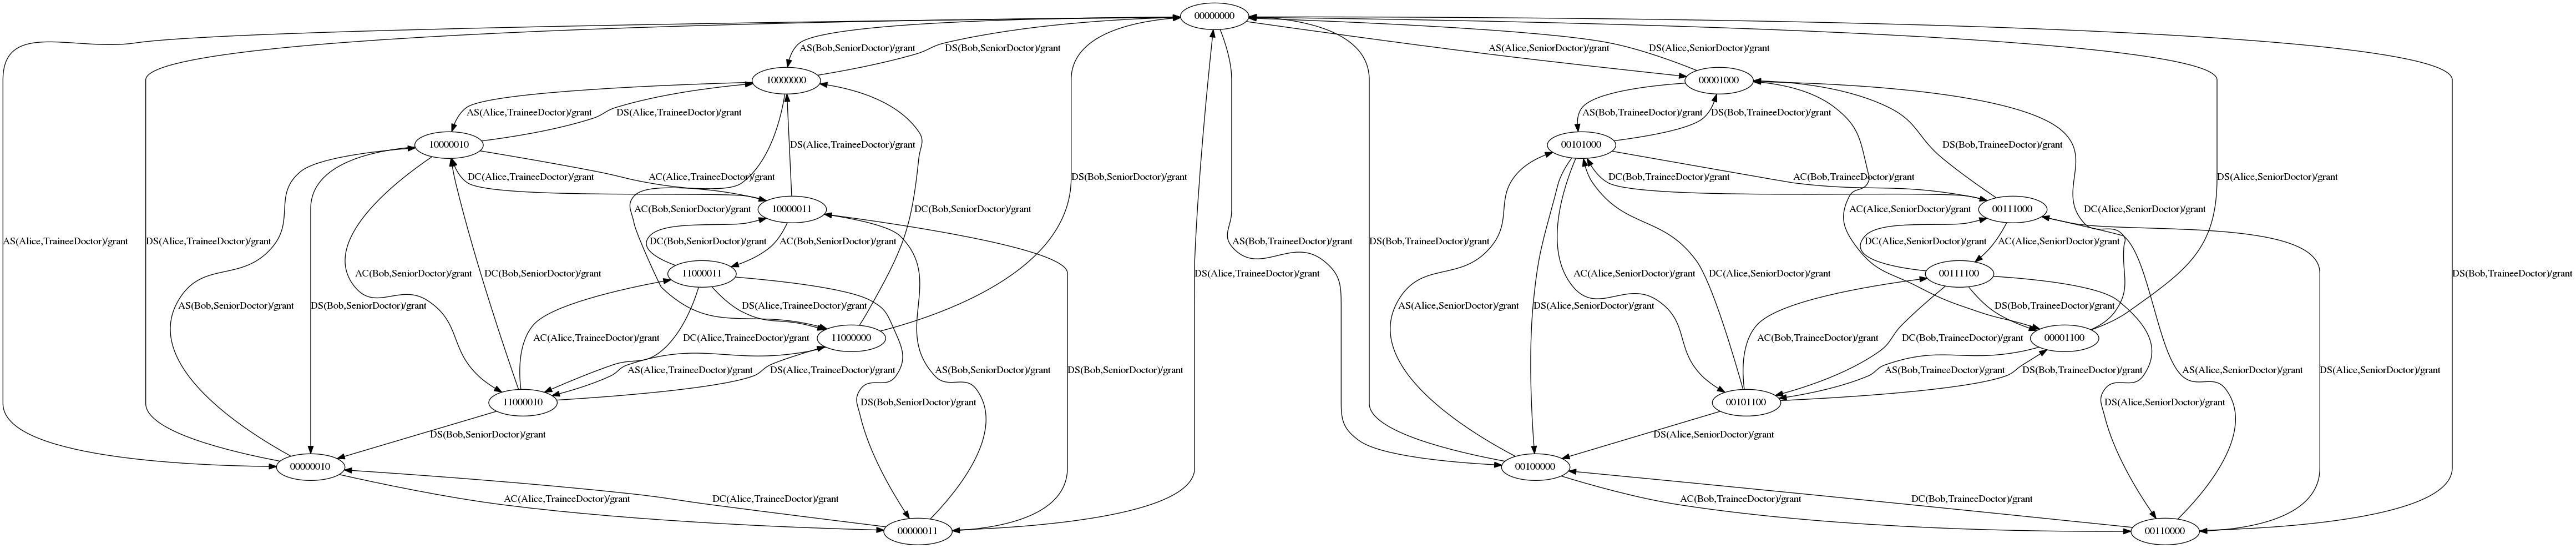 00000000
AS(Bob,SeniorDoctor)/grant
DS(Bob,SeniorDoctor)/grant
AS(Alice,SeniorDoctor)/grant
DS(Alice,SeniorDoctor)/grant
10000000
00001000
AS(Alice,TraineeDoctor)/grant
DS(Alice,TraineeDoctor)/grant
AS(Bob,TraineeDoctor)/grant
DS(Bob,TraineeDoctor)/grant
10000010
DS(Alice,TraineeDoctor)/grant
00101000
DS(Bob,TraineeDoctor)/grant
DC(Alice,TraineeDoctor)/grant
AC(Alice,TraineeDoctor)/grant
DS(Bob,SeniorDoctor)/grant
DC(Bob,TraineeDoctor)/grant
AC(Bob,TraineeDoctor)/grant
DS(Alice,SeniorDoctor)/grant
AC(Bob,SeniorDoctor)/grant
10000011
DC(Bob,SeniorDoctor)/grant
AC(Alice,SeniorDoctor)/grant
00111000
DC(Alice,SeniorDoctor)/grant
AS(Alice,TraineeDoctor)/grant
DS(Alice,TraineeDoctor)/grant
DC(Bob,SeniorDoctor)/grant
AC(Bob,SeniorDoctor)/grant
AS(Bob,TraineeDoctor)/grant
DS(Bob,TraineeDoctor)/grant
DC(Alice,SeniorDoctor)/grant
AC(Alice,SeniorDoctor)/grant
AC(Bob,SeniorDoctor)/grant
DC(Bob,SeniorDoctor)/grant
11000011
DS(Alice,TraineeDoctor)/grant
AC(Alice,SeniorDoctor)/grant
DC(Alice,SeniorDoctor)/grant
00111100
DS(Bob,TraineeDoctor)/grant
AS(Bob,SeniorDoctor)/grant
DS(Bob,SeniorDoctor)/grant
DS(Alice,TraineeDoctor)/grant
AS(Alice,SeniorDoctor)/grant
DS(Alice,SeniorDoctor)/grant
DS(Bob,TraineeDoctor)/grant
AC(Alice,TraineeDoctor)/grant
DC(Alice,TraineeDoctor)/grant
11000000
AC(Bob,TraineeDoctor)/grant
DC(Bob,TraineeDoctor)/grant
00001100
AS(Alice,TraineeDoctor)/grant
DS(Alice,TraineeDoctor)/grant
AS(Bob,SeniorDoctor)/grant
DS(Bob,SeniorDoctor)/grant
AS(Bob,TraineeDoctor)/grant
DS(Bob,TraineeDoctor)/grant
AS(Alice,SeniorDoctor)/grant
DS(Alice,SeniorDoctor)/grant
11000010
DS(Bob,SeniorDoctor)/grant
00101100
DS(Alice,SeniorDoctor)/grant
DS(Bob,SeniorDoctor)/grant
DS(Alice,SeniorDoctor)/grant
00000010
00100000
AC(Alice,TraineeDoctor)/grant
DC(Alice,TraineeDoctor)/grant
AC(Bob,TraineeDoctor)/grant
DC(Bob,TraineeDoctor)/grant
00000011
00110000